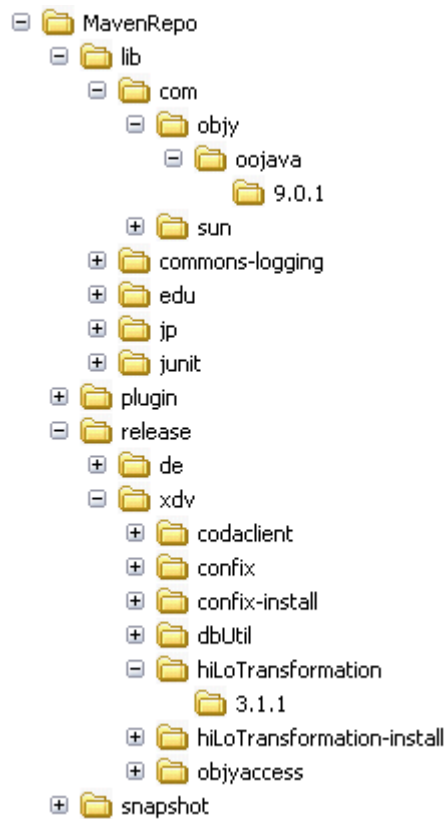 MavenRepo
lib
com
objy
oojava
9.0.1
sun
commons-logging
edu
jp
junit
plugin
release
de
xdv
codaclient
confix
confix-install
dbUtil
hiLoTransformation
3.1.1
hiLoTransformation-install
objyaccess
snapshot